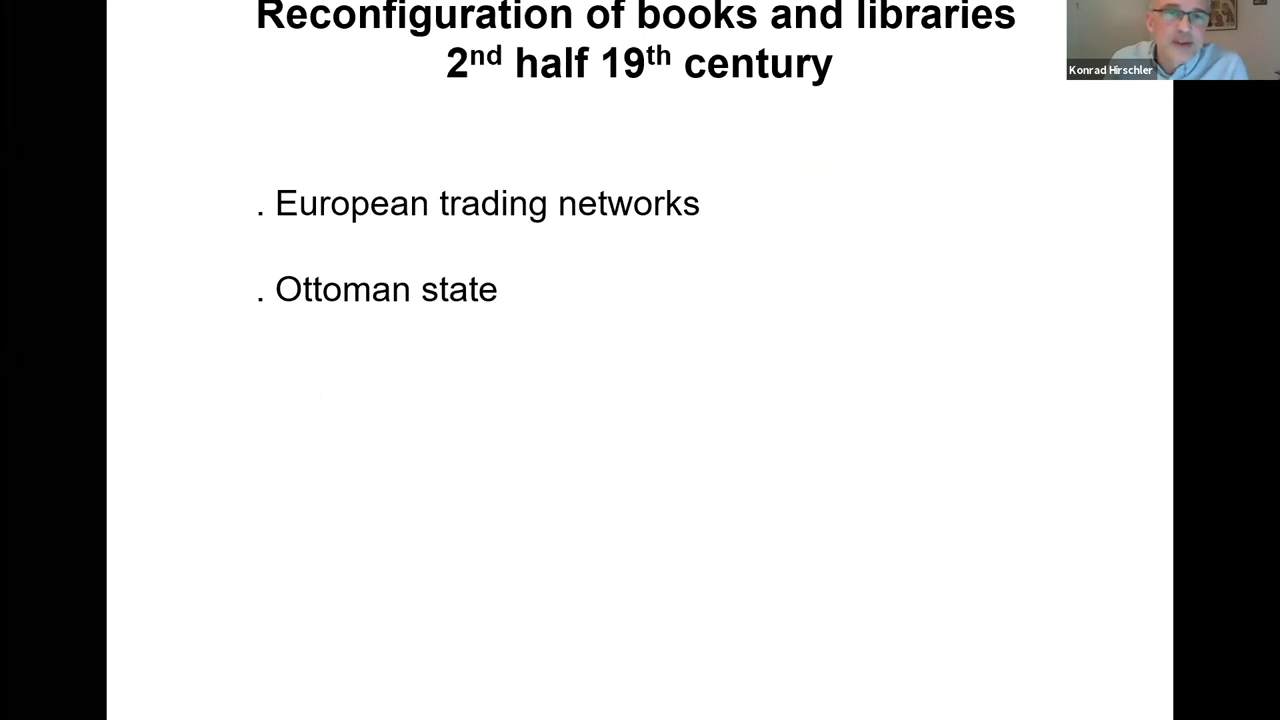 Reconfiguration of books and libraries
2nd half 19th century
Konrad Hirschler
. European trading networks
. Ottoman state